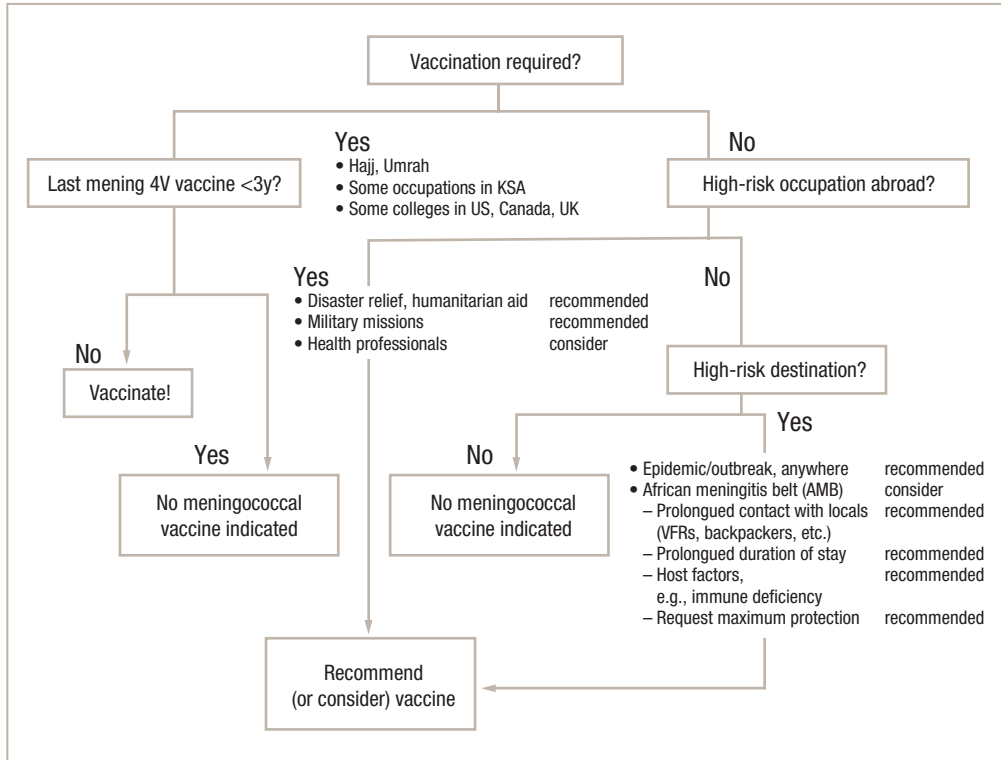 Vaccination required?
Yes
• Hajj, Umrah
• Some occupations in KSA
• Some colleges in US, Canada, UK
No
Last mening 4V vaccine <3y?
High-risk occupation abroad?
Yes
• Disaster relief, humanitarian aid recommended
• Military missions recommended
• Health professionals consider
No
No
Vaccinate!
High-risk destination?
Yes
No meningococcal
vaccine indicated
No
No meningococcal
vaccine indicated
Yes
• Epidemic/outbreak, anywhere recommended
• African meningitis belt (AMB) consider
– Prolongued contact with locals recommended
(VFRs, backpackers, etc.)
– Prolongued duration of stay recommended
– Host factors, recommended
e.g., immune deficiency
– Request maximum protection recommended
Recommend
(or consider) vaccine